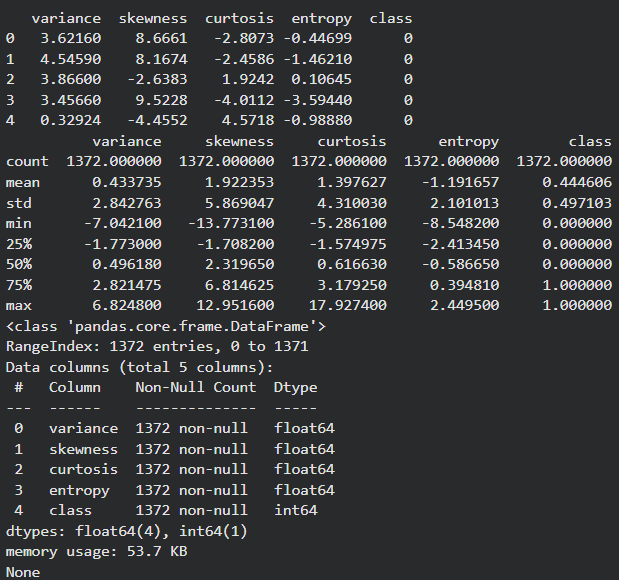 variance  skewness  curtosis  entropy  class
0   3.62160    8.6661   -2.8073 -0.44699      0
1   4.54590    8.1674   -2.4586 -1.46210      0
2   3.86600   -2.6383    1.9242  0.10645      0
3   3.45660    9.5228   -4.0112 -3.59440      0
4   0.32924   -4.4552    4.5718 -0.98880      0
          variance     skewness     curtosis      entropy        class
count  1372.000000  1372.000000  1372.000000  1372.000000  1372.000000
mean      0.433735     1.922353     1.397627    -1.191657     0.444606
std       2.842763     5.869047     4.310030     2.101013     0.497103
min      -7.042100   -13.773100    -5.286100    -8.548200     0.000000
25%      -1.773000    -1.708200    -1.574975    -2.413450     0.000000
50%       0.496180     2.319650     0.616630    -0.586650     0.000000
75%       2.821475     6.814625     3.179250     0.394810     1.000000
max       6.824800    12.951600    17.927400     2.449500     1.000000
<class 'pandas.core.frame.DataFrame'>
RangeIndex: 1372 entries, 0 to 1371
Data columns (total 5 columns):
 #   Column    Non-Null Count  Dtype
---  ------    --------------  -----
 0   variance  1372 non-null   float64
 1   skewness  1372 non-null   float64
 2   curtosis  1372 non-null   float64
 3   entropy   1372 non-null   float64
 4   class     1372 non-null   int64
dtypes: float64(4), int64(1)
memory usage: 53.7 KB
None